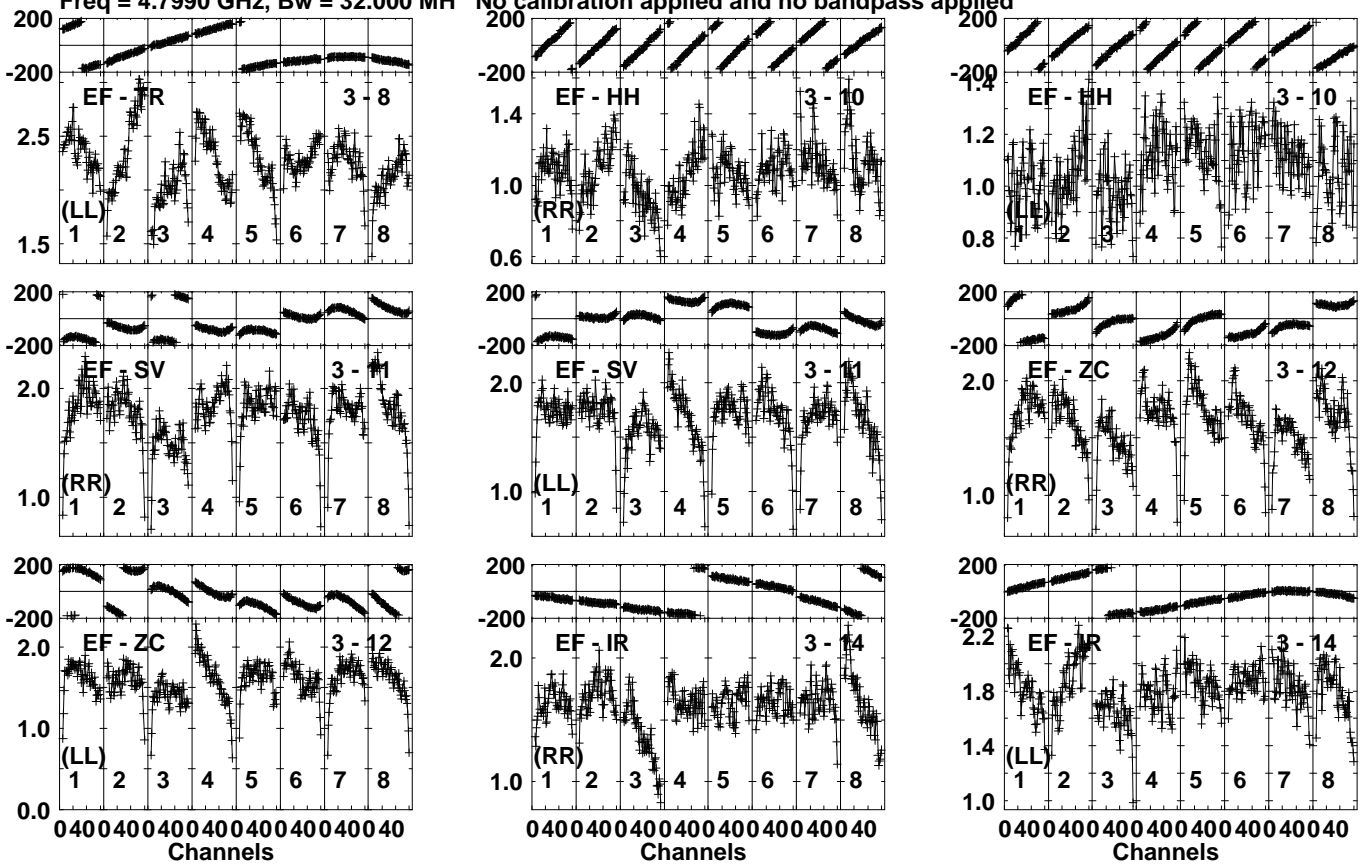 Freq = 4.7990 GHz, Bw = 32.000 MH No calibration applied and no bandpass applied
200 200 200
-200 -200 -200
EF - TR 3 - 8 EF - HH 3 - 10 EF - HH 3 - 10
2.5 1.4 1.4
1.5 1.0 1.2
0.6 1.0
0.8
(LL) (RR) (LL)
1 2 3 4 5 6 7 8 1 2 3 4 5 6 7 8 1 2 3 4 5 6 7 8
200 200 200
-200 -200 -200
EF - SV 3 - 11 EF - SV 3 - 11 EF - ZC 3 - 12
2.0 2.0 2.0
1.0 1.0 1.0
(RR) (LL) (RR)
1 2 3 4 5 6 7 8 1 2 3 4 5 6 7 8 1 2 3 4 5 6 7 8
200 200 200
-200 -200 -200
EF - ZC 3 - 12 EF - IR 3 - 14 EF - IR 3 - 14
2.0 2.0 2.2
1.0 1.0 1.8
0.0 1.4
1.0
(LL) (RR) (LL)
1 2 3 4 5 6 7 8 1 2 3 4 5 6 7 8 1 2 3 4 5 6 7 8
0 40 0 40 0 40 0 40 0 40 0 40 0 40 0 40 0 40 0 40 0 40 0 40 0 40 0 40 0 40 0 40 0 40 0 40 0 40 0 40 0 40 0 40 0 40 0 40
Channels Channels Channels